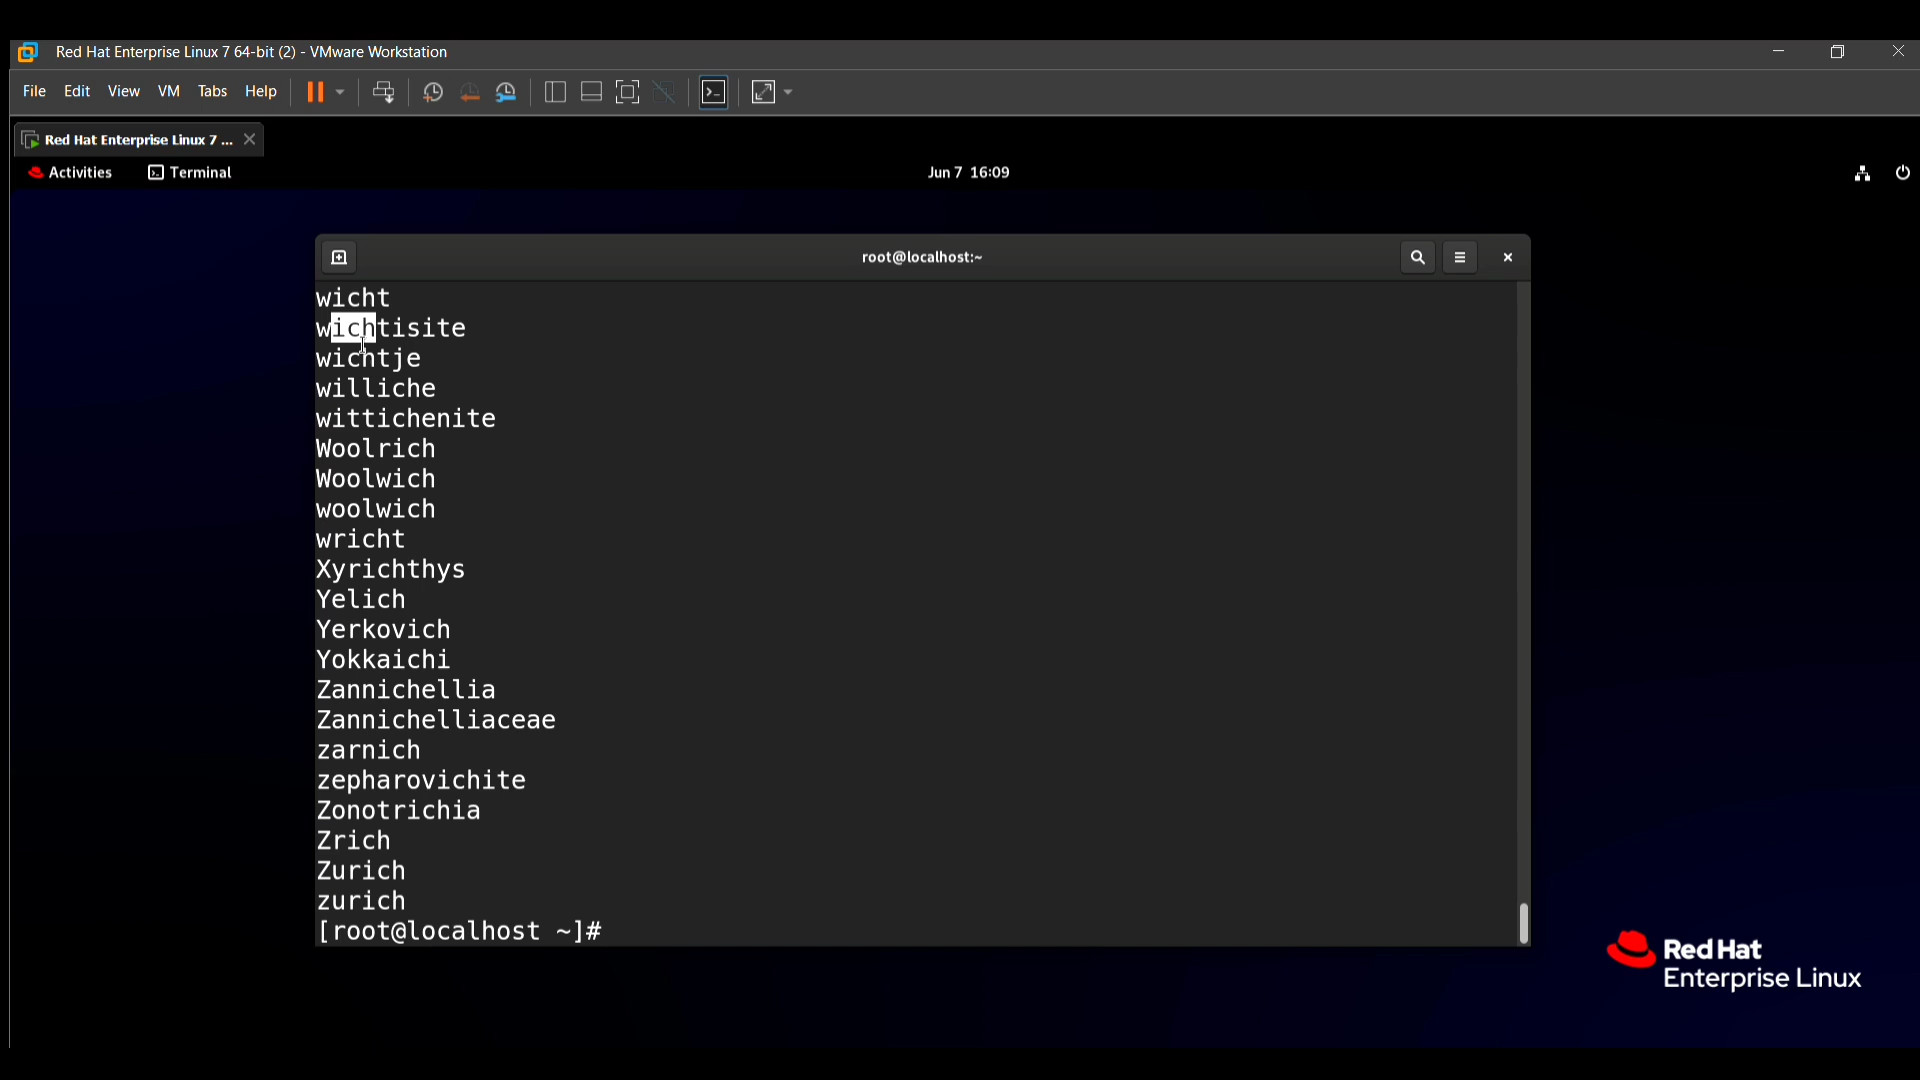 Red Hat Enterprise Linux 7 64-bit (2) - VMware Workstation
File Edit View VM Tabs Help
Red Hat Enterprise Linux 7 ...
Activities Terminal Jun 7 16:09
root@localhost:~
wicht
wichtisite
wichtje
williche
wittichenite
Woolrich
Woolwich
woolwich
wricht
Xyrichthys
Yelich
Yerkovich
Yokkaichi
Zannichellia
Zannichelliaceae
zarnich
zepharovichite
Zonotrichia
Zrich
Zurich
zurich
[root@localhost ~]#
Red Hat
Enterprise Linux